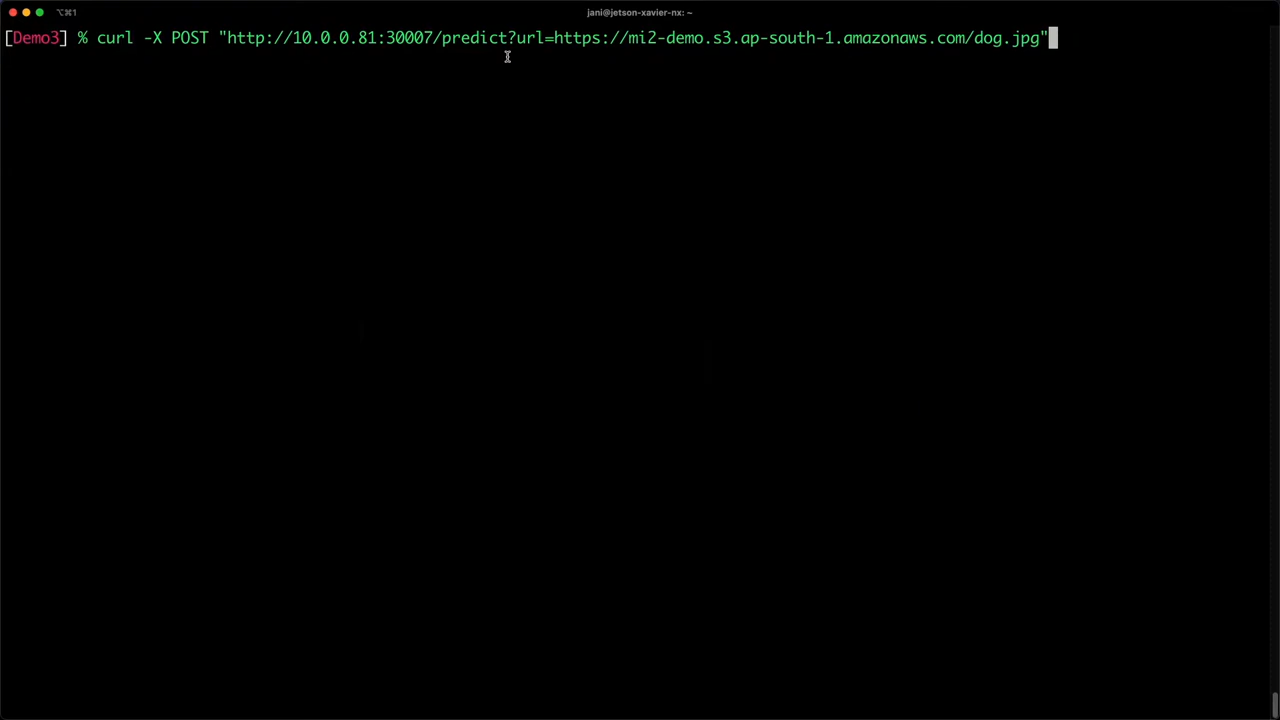 ⌥⌘1
jani@jetson-xavier-nx: ~
[Demo3] % curl -X POST "http://10.0.0.81:30007/predict?url=https://mi2-demo.s3.ap-south-1.amazonaws.com/dog.jpg"